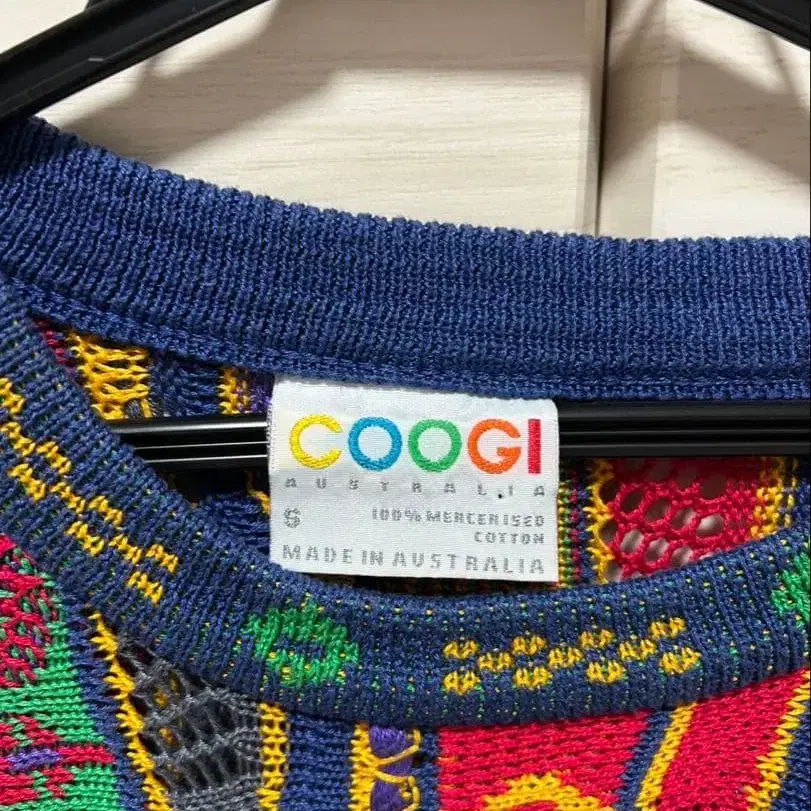 COOGI
AUSTRALIA
S 100% MERCERISED
COTTON
MADE IN AUSTRALIA